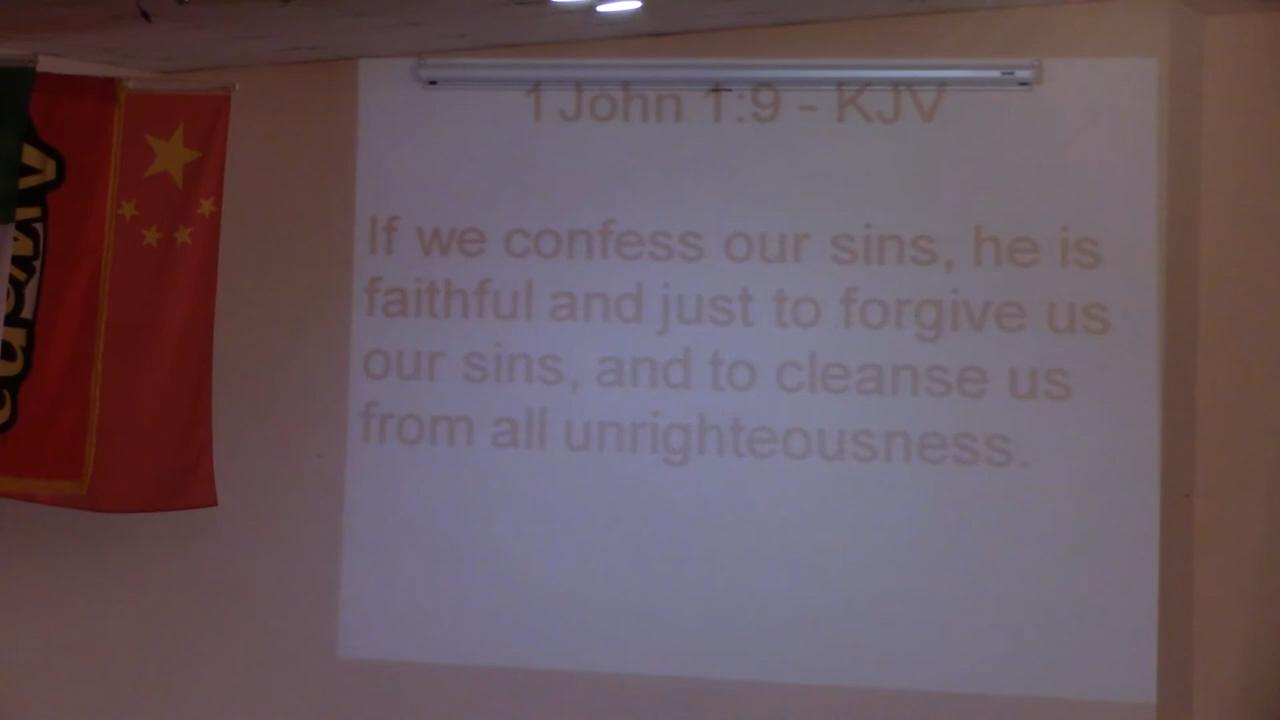 1 John 1:9 - KJV
If we confess our sins, he is
faithful and just to forgive us
our sins, and to cleanse us
from all unrighteousness.